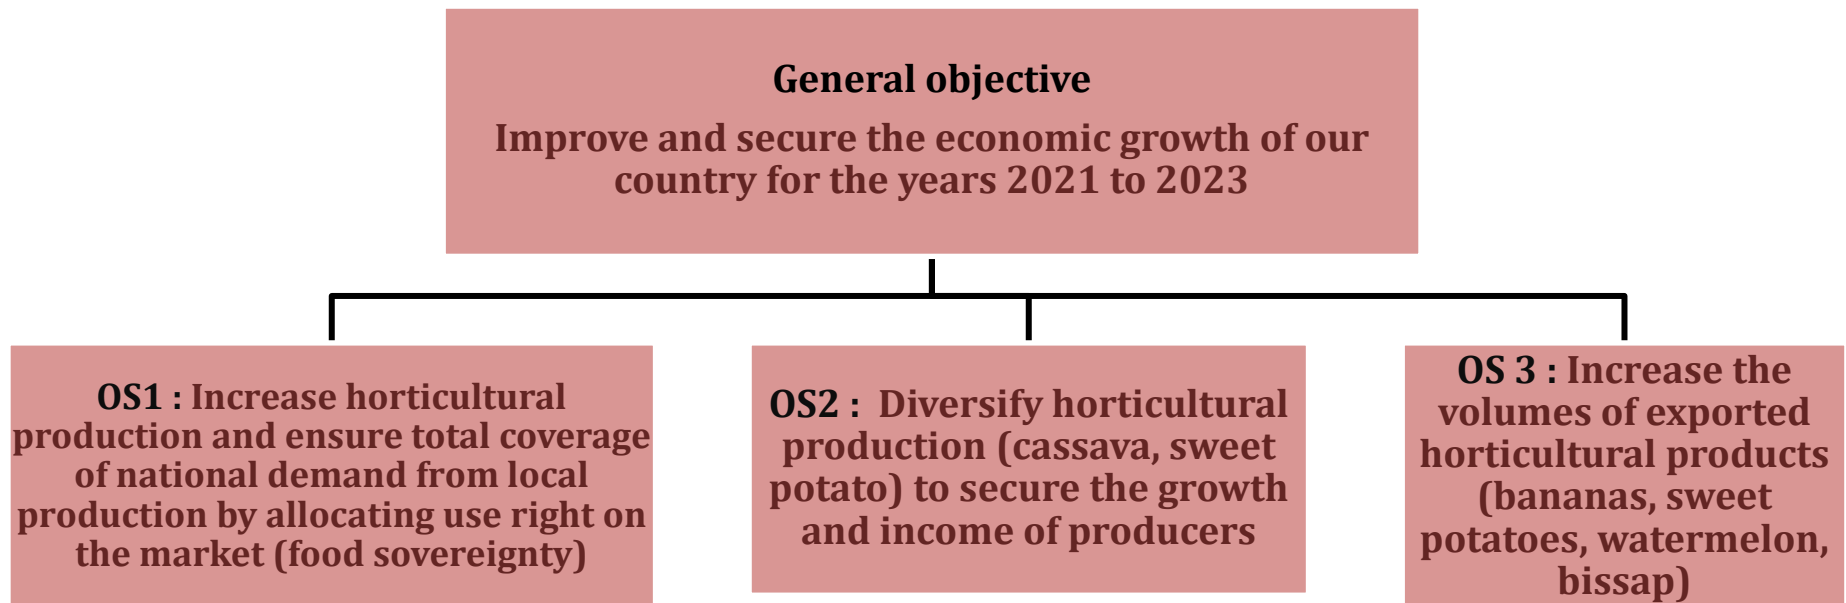 General objective
Improve and secure the economic growth of our
country for the years 2021 to 2023
OS1 : Increase horticultural
production and ensure total coverage
of national demand from local
production by allocating use right on
the market (food sovereignty)
OS2 :  Diversify horticultural
production (cassava, sweet
potato) to secure the growth
and income of producers
OS 3 : Increase the
volumes of exported
horticultural products
(bananas, sweet
potatoes, watermelon,
bissap)